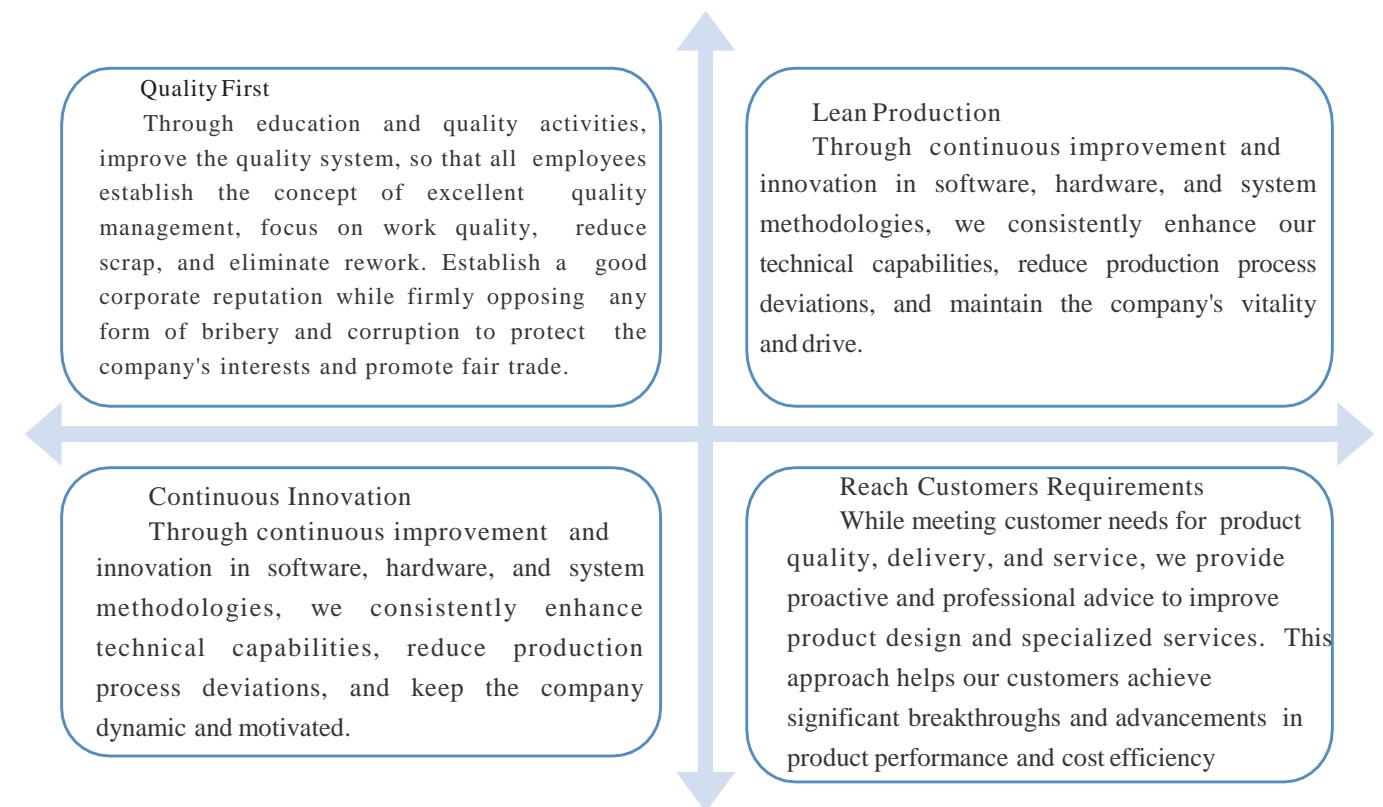 Quality First
Through education and quality activities,
improve the quality system, so that all employees
establish the concept of excellent quality
management, focus on work quality, reduce
scrap, and eliminate rework. Establish a good
corporate reputation while firmly opposing any
form of bribery and corruption to protect the
company's interests and promote fair trade.
Lean Production
Through continuous improvement and
innovation in software, hardware, and system
methodologies, we consistently enhance our
technical capabilities, reduce production process
deviations, and maintain the company's vitality
and drive.
Continuous Innovation
Through continuous improvement and
innovation in software, hardware, and system
methodologies, we consistently enhance
technical capabilities, reduce production
process deviations, and keep the company
dynamic and motivated.
Reach Customers Requirements
While meeting customer needs for product
quality, delivery, and service, we provide
proactive and professional advice to improve
product design and specialized services. This
approach helps our customers achieve
significant breakthroughs and advancements in
product performance and cost efficiency